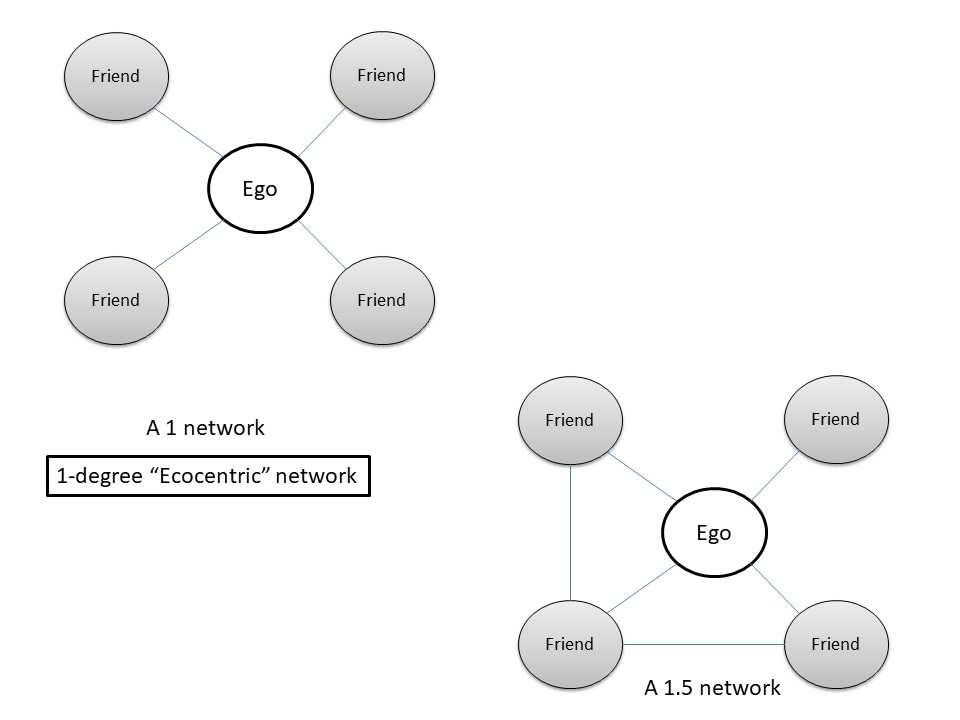 Friend
Friend
Ego
Friend
Friend
A 1 network
1-degree “Ecocentric” network
Friend
Friend
Ego
Friend
Friend
A 1.5 network